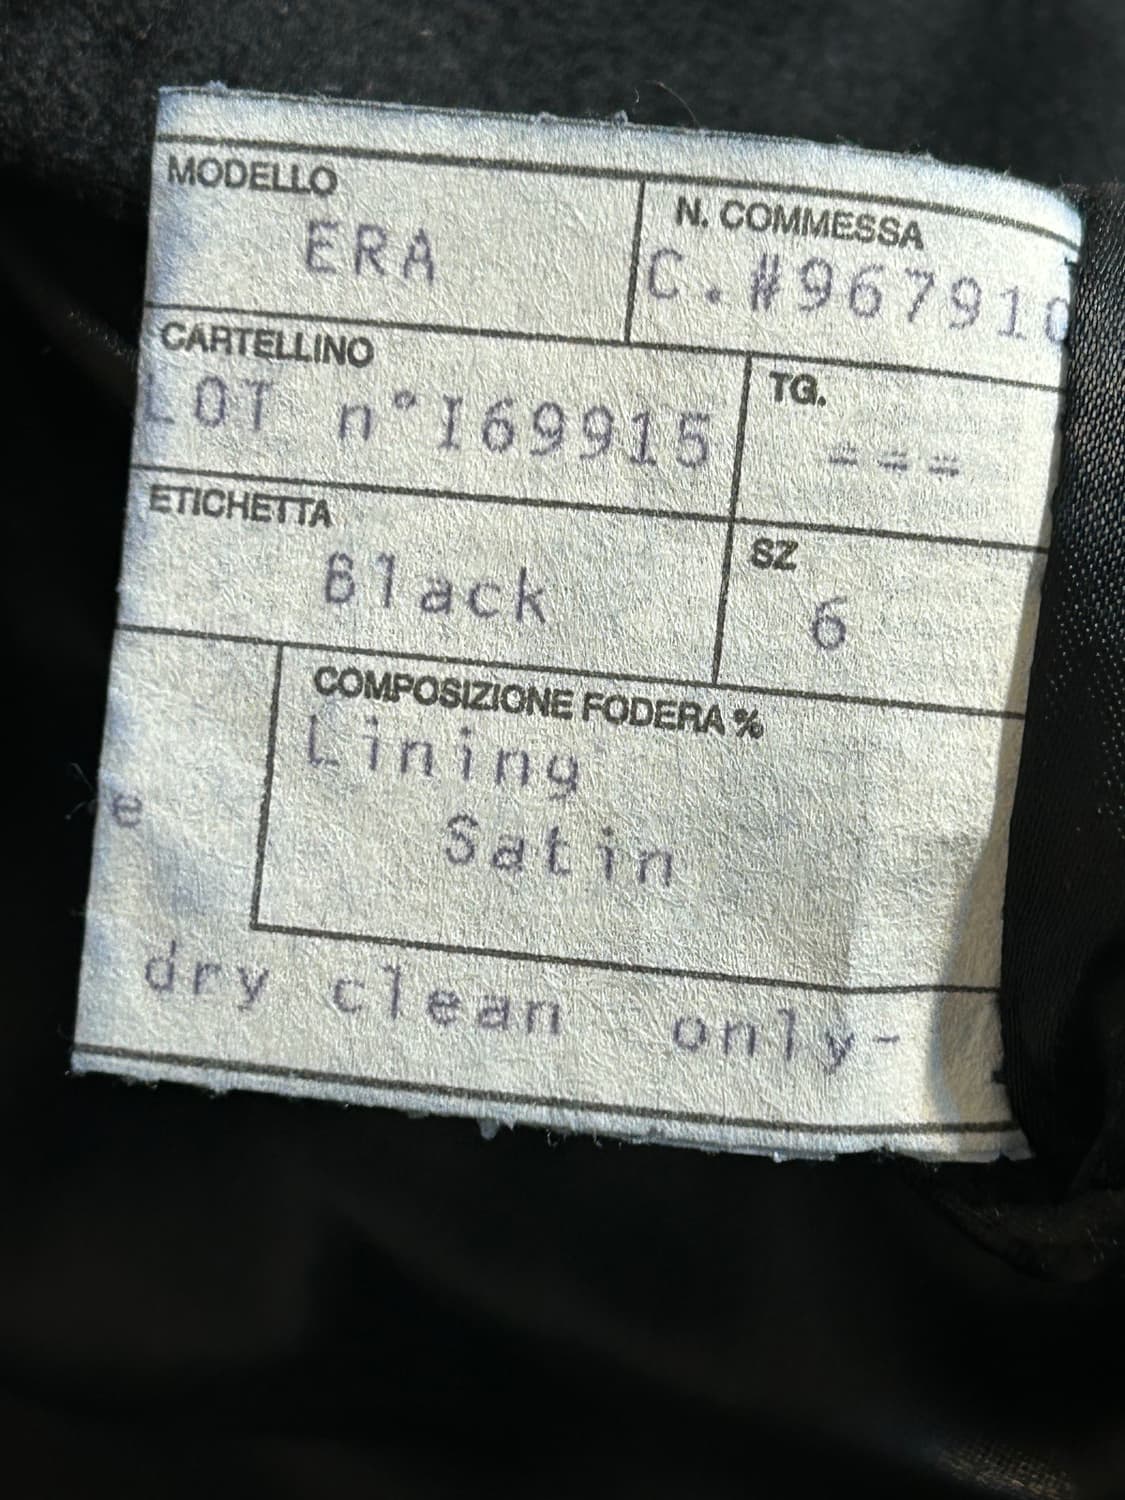 MODELLO
ERA
N. COMMESSA
C.#967910
CARTELLINO
LOT n°I69915
TG.
===
ETICHETTA
Black
SZ
6
COMPOSIZIONE FODERA %
Lining
Satin
e
dry clean only-